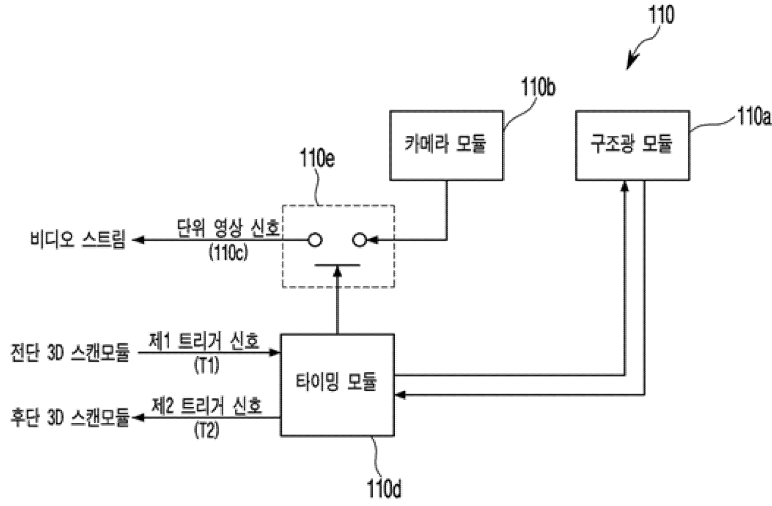 110
110b
110a
카메라 모듈
구조광 모듈
110e
비디오 스트림
단위 영상 신호
(110c)
전단 3D 스캔모듈
제1 트리거 신호
(T1)
타이밍 모듈
후단 3D 스캔모듈
제2 트리거 신호
(T2)
110d